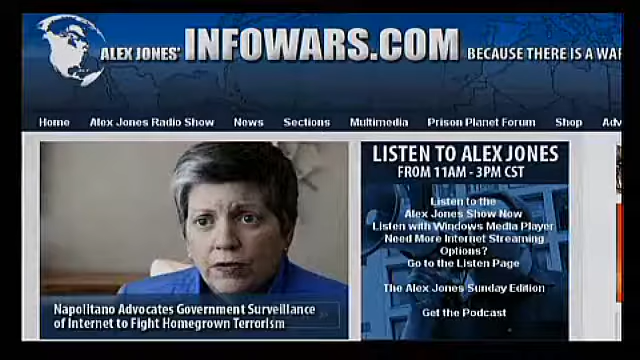 ALEX JONES' INFOWARS.COM BECAUSE THERE IS A WAR
Home Alex Jones Radio Show News Sections Multimedia Prison Planet Forum Shop Adv
LISTEN TO ALEX JONES
FROM 11AM - 3PM CST
Listen to the
Alex Jones Show Now
Listen with Windows Media Player
Need More Internet Streaming
Options?
Go to the Listen Page
The Alex Jones Sunday Edition
Get the Podcast
Napolitano Advocates Government Surveillance
of Internet to Fight Homegrown Terrorism